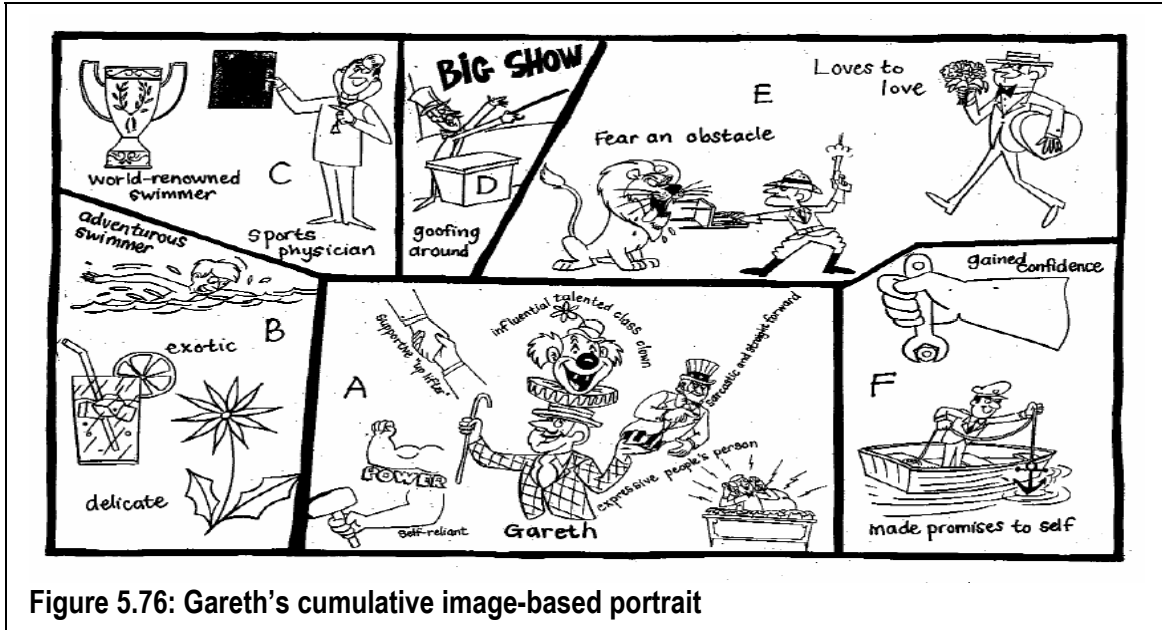 BIG SHOW
Loves to
love
E
Fear an obstacle
world-renowned
swimmer
C
sports
physician
D
goofing
around
adventurous
swimmer
B
exotic
delicate
gained confidence
A
supportive "up lifter"
influential talented class clown
sarcastic and straight forward
POWER
self-reliant
expressive people's person
Gareth
F
made promises to self
Figure 5.76: Gareth's cumulative image-based portrait